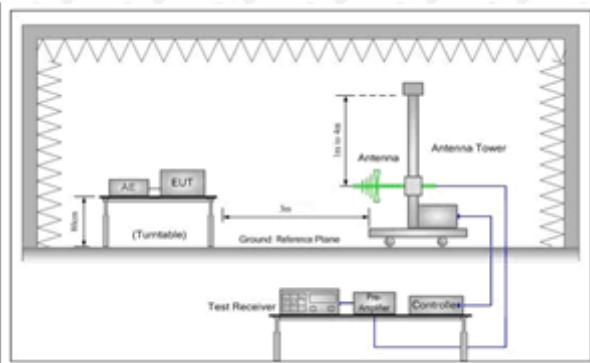 1m to 4m
Antenna
Antenna Tower
AE
EUT
80cm
(Turntable)
3m
Ground Reference Plane
Test Receiver
Pre-
Amplifier
Controller